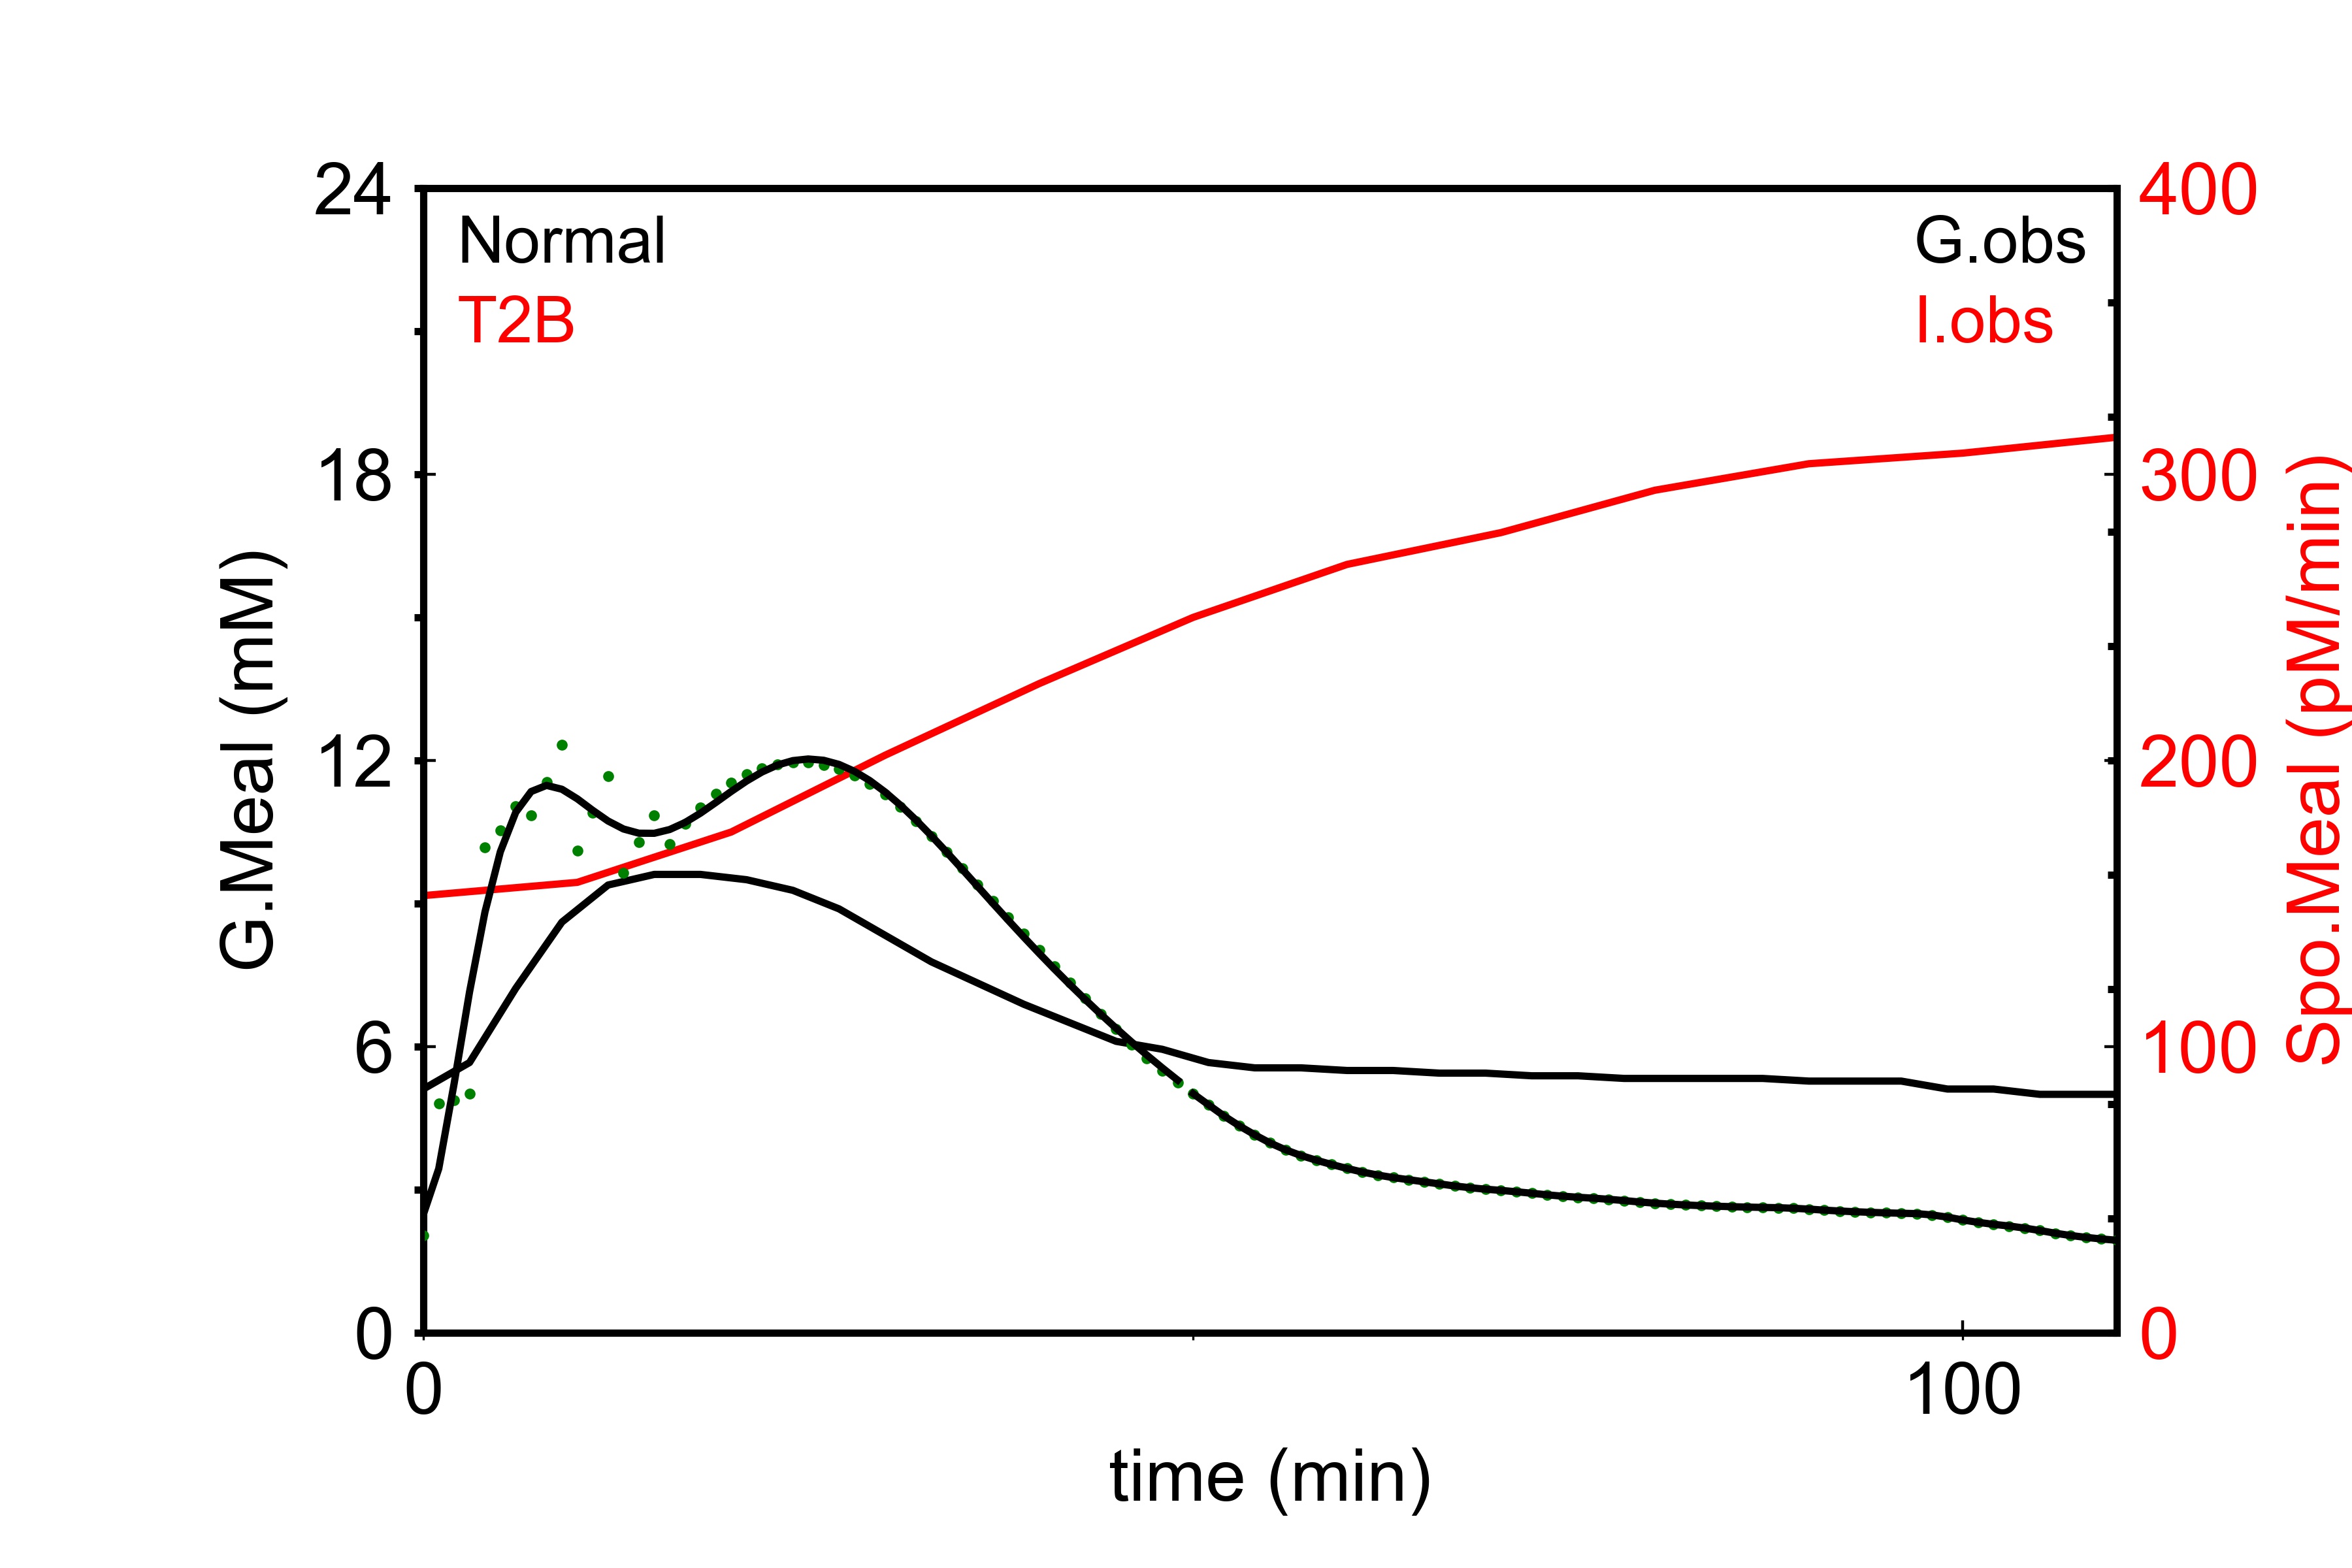 24
18
12
6
0
G.Meal (mM)
Normal
T2B
G.obs
I.obs
400
300
200
100
0
Spo.Meal (pM/min)
0
100
time (min)